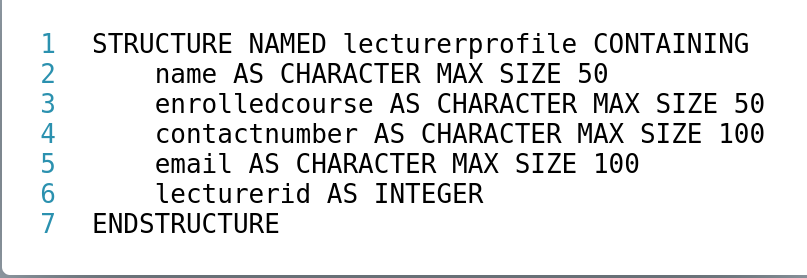 1 STRUCTURE NAMED lecturerprofile CONTAINING
2     name AS CHARACTER MAX SIZE 50
3     enrolledcourse AS CHARACTER MAX SIZE 50
4     contactnumber AS CHARACTER MAX SIZE 100
5     email AS CHARACTER MAX SIZE 100
6     lecturerid AS INTEGER
7 ENDSTRUCTURE